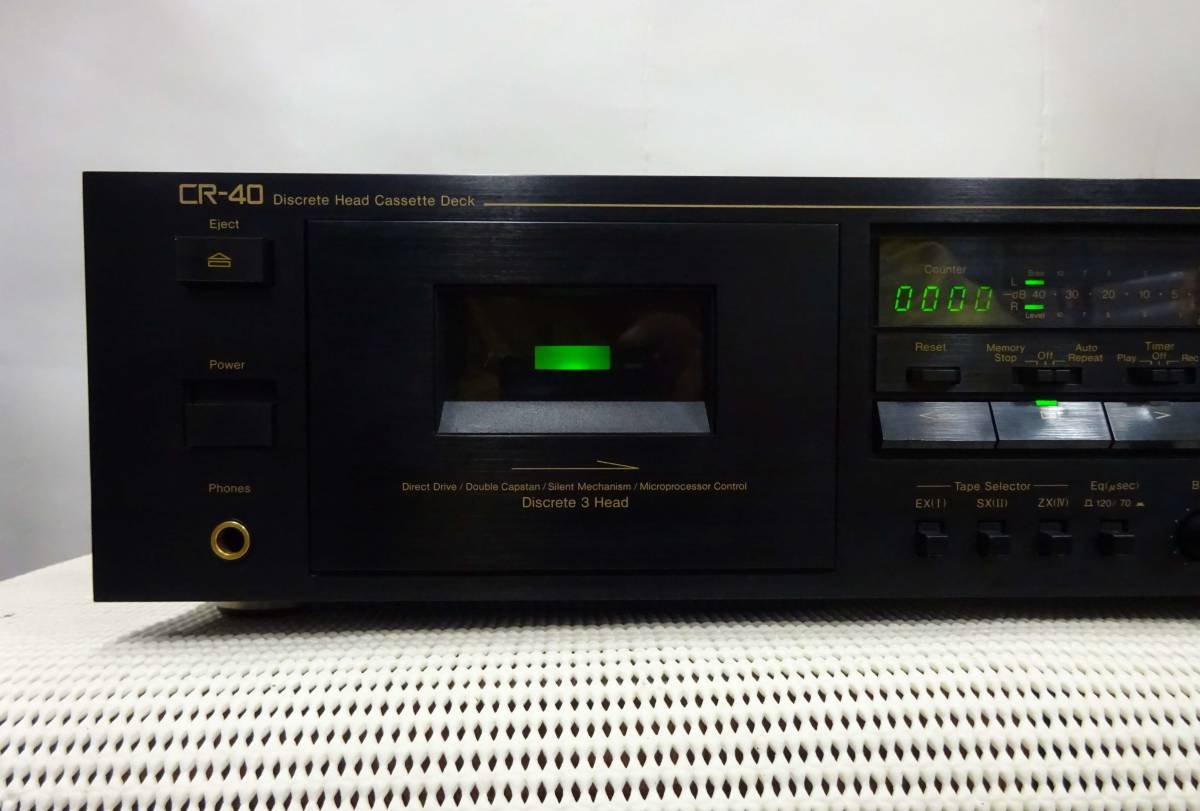 CR-40 Discrete Head Cassette Deck
Eject
Power
Phones
Direct Drive / Double Capstan / Silent Mechanism / Microprocessor Control
Discrete 3 Head
Counter
0000
L
-dB 40 · 30 · 20 · 10 · 5
R
Level
Reset
Memory Stop
Off
Auto Repeat
Timer
Play
Off
Rec
Tape Selector
EX(I)
SX(II)
ZX(IV)
Eq(μsec)
120/70
B